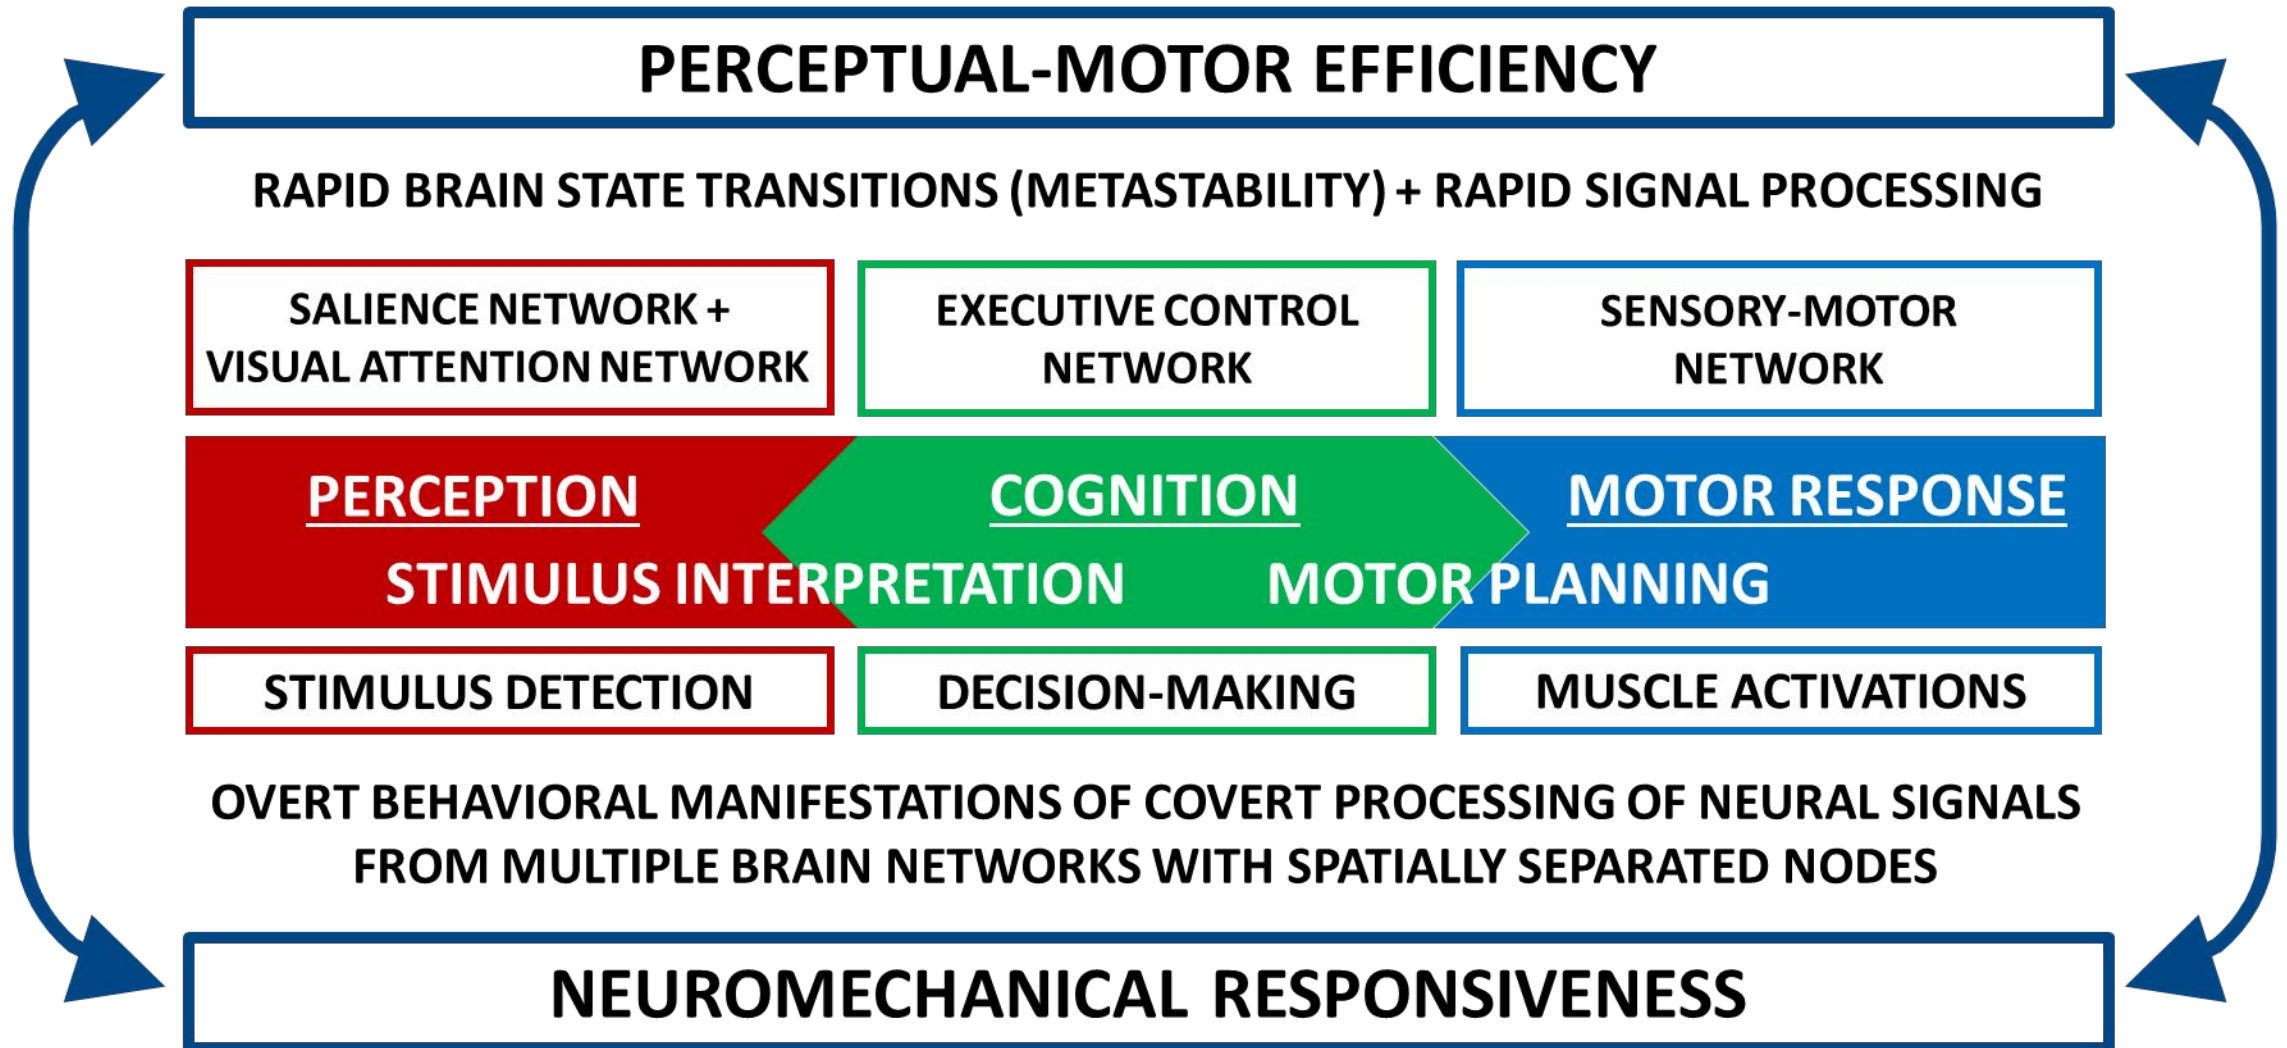 PERCEPTUAL-MOTOR EFFICIENCY
RAPID BRAIN STATE TRANSITIONS (METASTABILITY) + RAPID SIGNAL PROCESSING
SALIENCE NETWORK +
VISUAL ATTENTION NETWORK
EXECUTIVE CONTROL
NETWORK
SENSORY-MOTOR
NETWORK
PERCEPTION
COGNITION
MOTOR RESPONSE
STIMULUS INTERPRETATION
MOTOR PLANNING
STIMULUS DETECTION
DECISION-MAKING
MUSCLE ACTIVATIONS
OVERT BEHAVIORAL MANIFESTATIONS OF COVERT PROCESSING OF NEURAL SIGNALS
FROM MULTIPLE BRAIN NETWORKS WITH SPATIALLY SEPARATED NODES
NEUROMECHANICAL RESPONSIVENESS